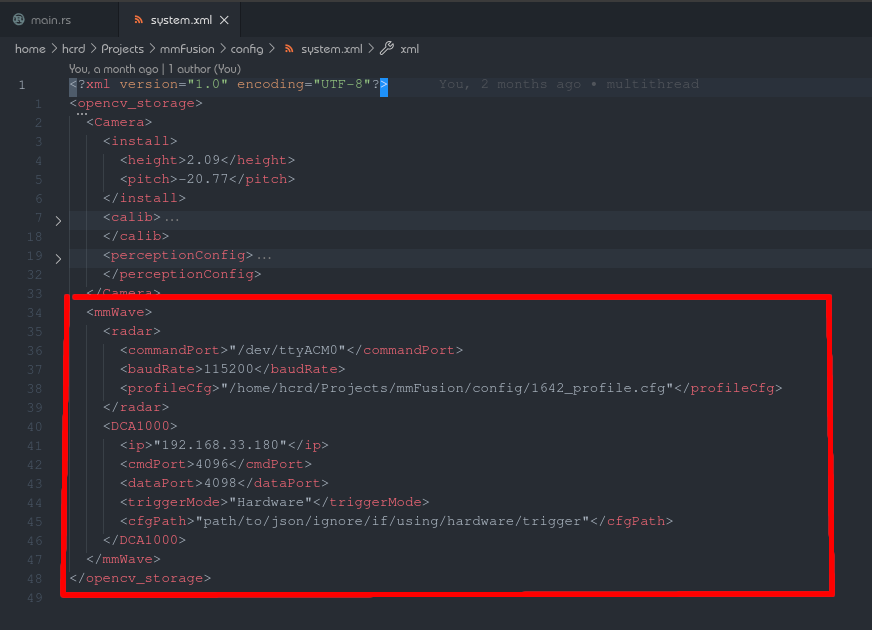 main.rs system.xml
home > hcrd > Projects > mmFusion > config > system.xml > xml
You, a month ago | 1 author (You)
1 <?xml version="1.0" encoding="UTF-8"?> You, 2 months ago • multithread
1 <opencv_storage>
2 <Camera>
3 <install>
4 <height>2.09</height>
5 <pitch>-20.77</pitch>
6 </install>
7 <calib>...
18 </calib>
19 <perceptionConfig>...
32 </perceptionConfig>
33 </Camera>
34 <mmWave>
35 <radar>
36 <commandPort>"/dev/ttyACM0"</commandPort>
37 <baudRate>115200</baudRate>
38 <profileCfg>"/home/hcrd/Projects/mmFusion/config/1642_profile.cfg"</profileCfg>
39 </radar>
40 <DCA1000>
41 <ip>"192.168.33.180"</ip>
42 <cmdPort>4096</cmdPort>
43 <dataPort>4098</dataPort>
44 <triggerMode>"Hardware"</triggerMode>
45 <cfgPath>"path/to/json/ignore/if/using/hardware/trigger"</cfgPath>
46 </DCA1000>
47 </mmWave>
48 </opencv_storage>
49